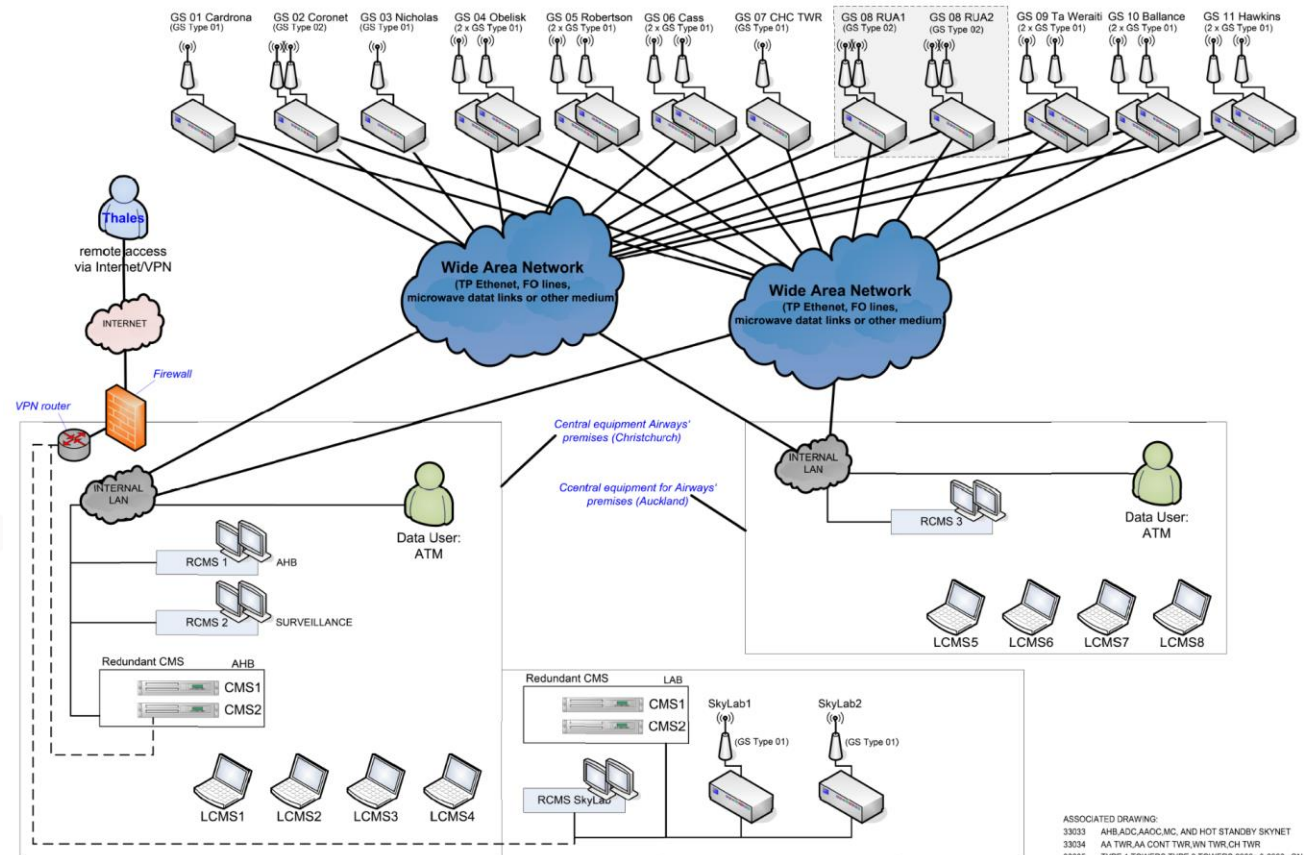 GS 01 Cardrona
(GS Type 01)
GS 02 Coronet
(GS Type 02)
GS 03 Nicholas
(GS Type 01)
GS 04 Obelisk
(2 x GS Type 01)
GS 05 Robertson
(2 x GS Type 01)
GS 06 Cass
(2 x GS Type 01)
GS 07 CHC TWR
(GS Type 01)
GS 08 RUA1
(GS Type 02)
GS 08 RUA2
(GS Type 02)
GS 09 Ta Weraiti
(2 x GS Type 01)
GS 10 Ballance
(2 x GS Type 01)
GS 11 Hawkins
(2 x GS Type 01)
Thales
remote access
via Internet/VPN
INTERNET
Firewall
VPN router
Wide Area Network
(TP Ethenet, FO lines,
microwave datat links or other medium
Wide Area Network
(TP Ethenet, FO lines,
microwave datat links or other medium
Central equipment Airways'
premises (Christchurch)
Ccentral equipment for Airways'
premises (Auckland)
INTERNAL
LAN
Data User:
ATM
RCMS 1
AHB
RCMS 2
SURVEILLANCE
Redundant CMS
AHB
CMS1
CMS2
LCMS1
LCMS2
LCMS3
LCMS4
INTERNAL
LAN
RCMS 3
Data User:
ATM
LCMS5
LCMS6
LCMS7
LCMS8
Redundant CMS
LAB
CMS1
CMS2
RCMS SkyLab
SkyLab1
(GS Type 01)
SkyLab2
(GS Type 01)
ASSOCIATED DRAWING:
33033 AHB,ADC,AAOC,MC, AND HOT STANDBY SKYNET
33034 AA TWR,AA CONT TWR,WN TWR,CH TWR